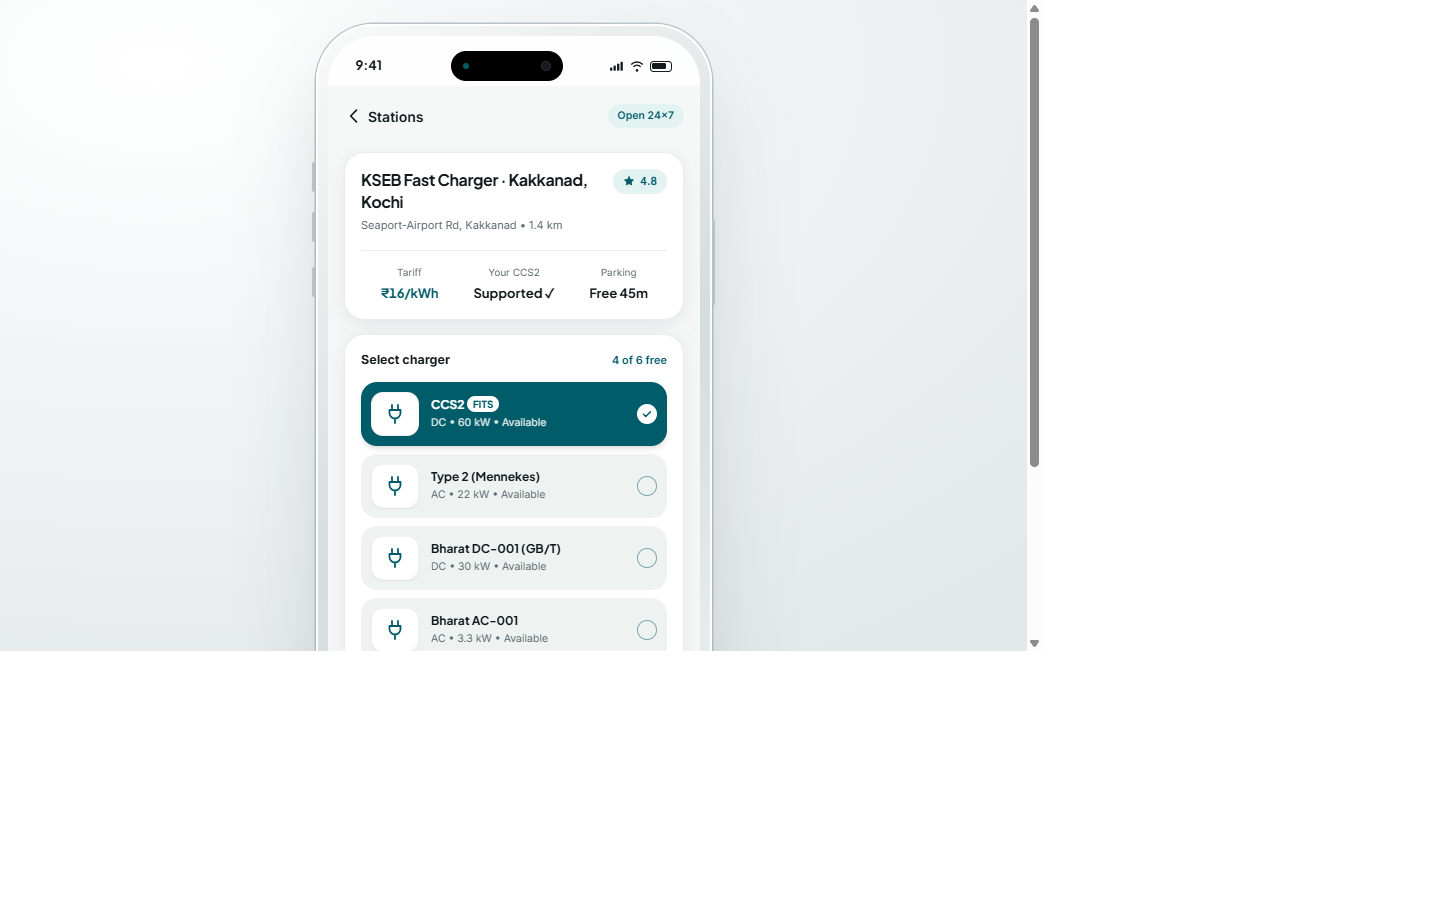 9:41
Stations
Open 24×7
KSEB Fast Charger · Kakkanad,
Kochi
4.8
Seaport-Airport Rd, Kakkanad • 1.4 km
Tariff
Your CCS2
Parking
₹16/kWh
Supported ✓
Free 45m
Select charger
4 of 6 free
CCS2 FITS
DC • 60 kW • Available
Type 2 (Mennekes)
AC • 22 kW • Available
Bharat DC-001 (GB/T)
DC • 30 kW • Available
Bharat AC-001
AC • 3.3 kW • Available